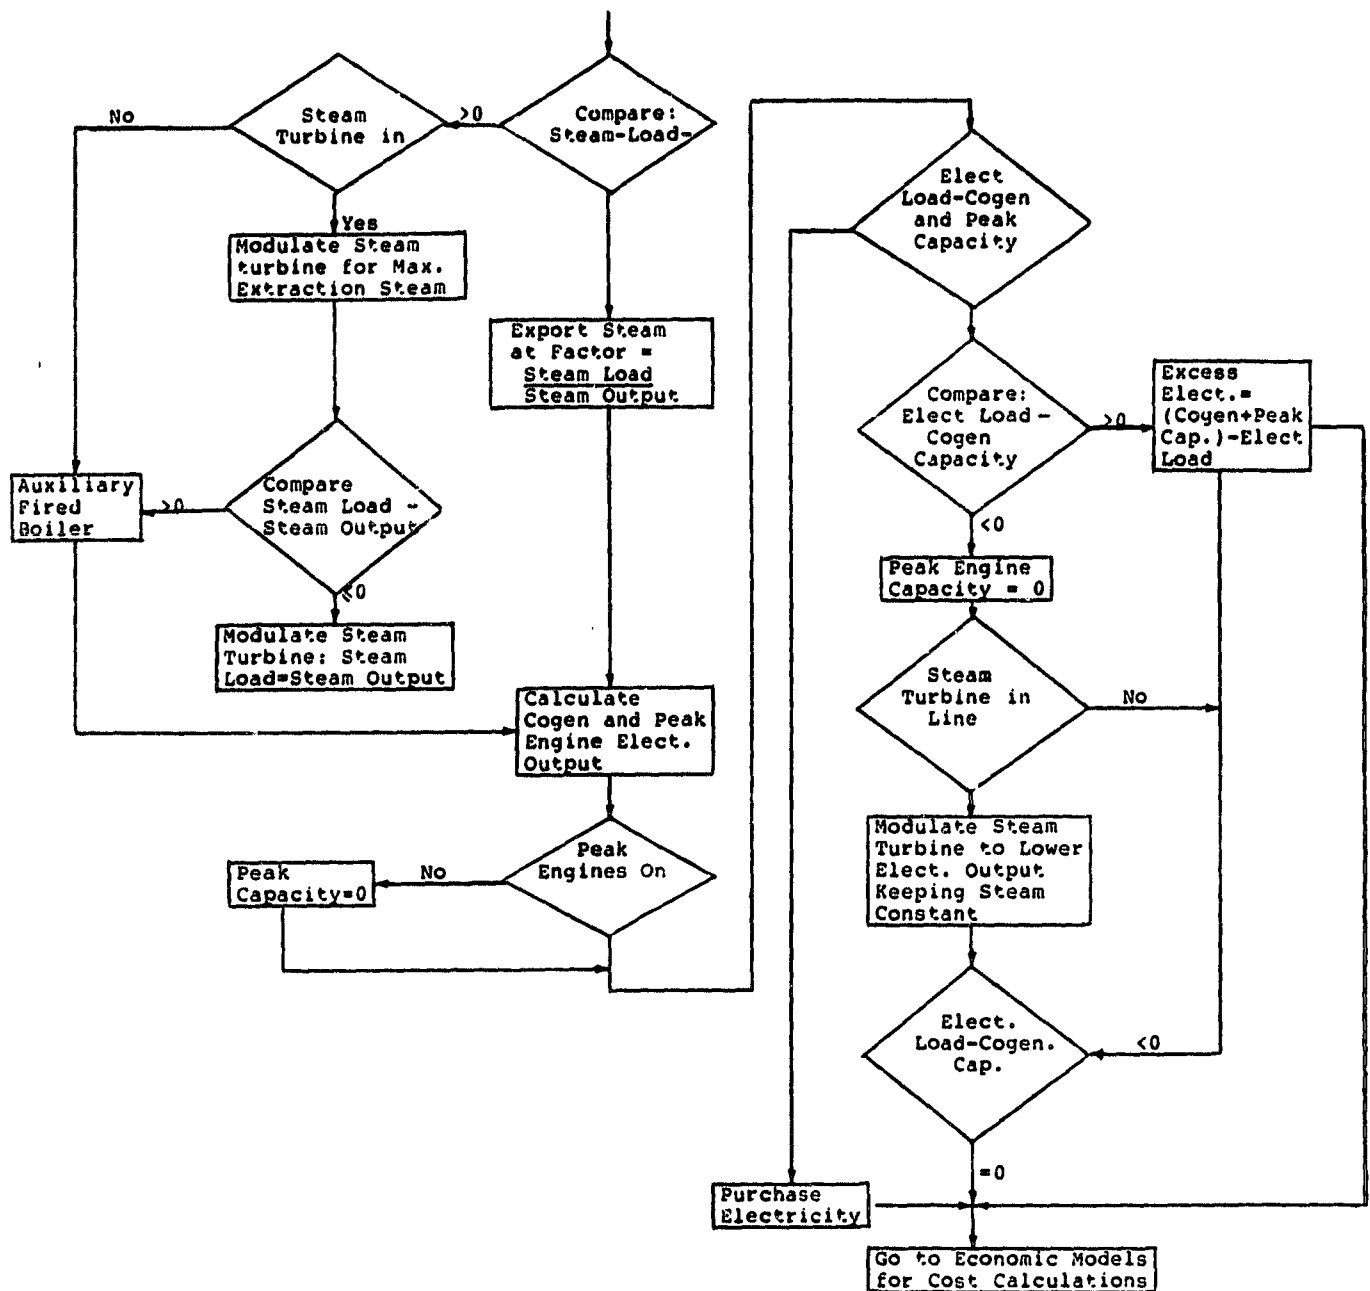 No
Steam
Turbine in
>0
Compare:
Steam-Load-
Yes
Modulate Steam
turbine for Max.
Extraction Steam
Export Steam
at Factor =
Steam Load
Steam Output
Auxiliary
Fired
Boiler
>0
Compare
Steam Load -
Steam Output
≤0
Modulate Steam
Turbine: Steam
Load=Steam Output
Calculate
Cogen and Peak
Engine Elect.
Output
Peak
Engines On
No
Peak
Capacity=0
Elect
Load-Cogen
and Peak
Capacity
Compare:
Elect Load-
Cogen
Capacity
>0
Excess
Elect.=
(Cogen+Peak
Cap.)-Elect
Load
<0
Peak Engine
Capacity = 0
Steam
Turbine in
Line
No
Modulate Steam
Turbine to Lower
Elect. Output
Keeping Steam
Constant
Elect.
Load-Cogen.
Cap.
<0
=0
Purchase
Electricity
Go to Economic Models
for Cost Calculations